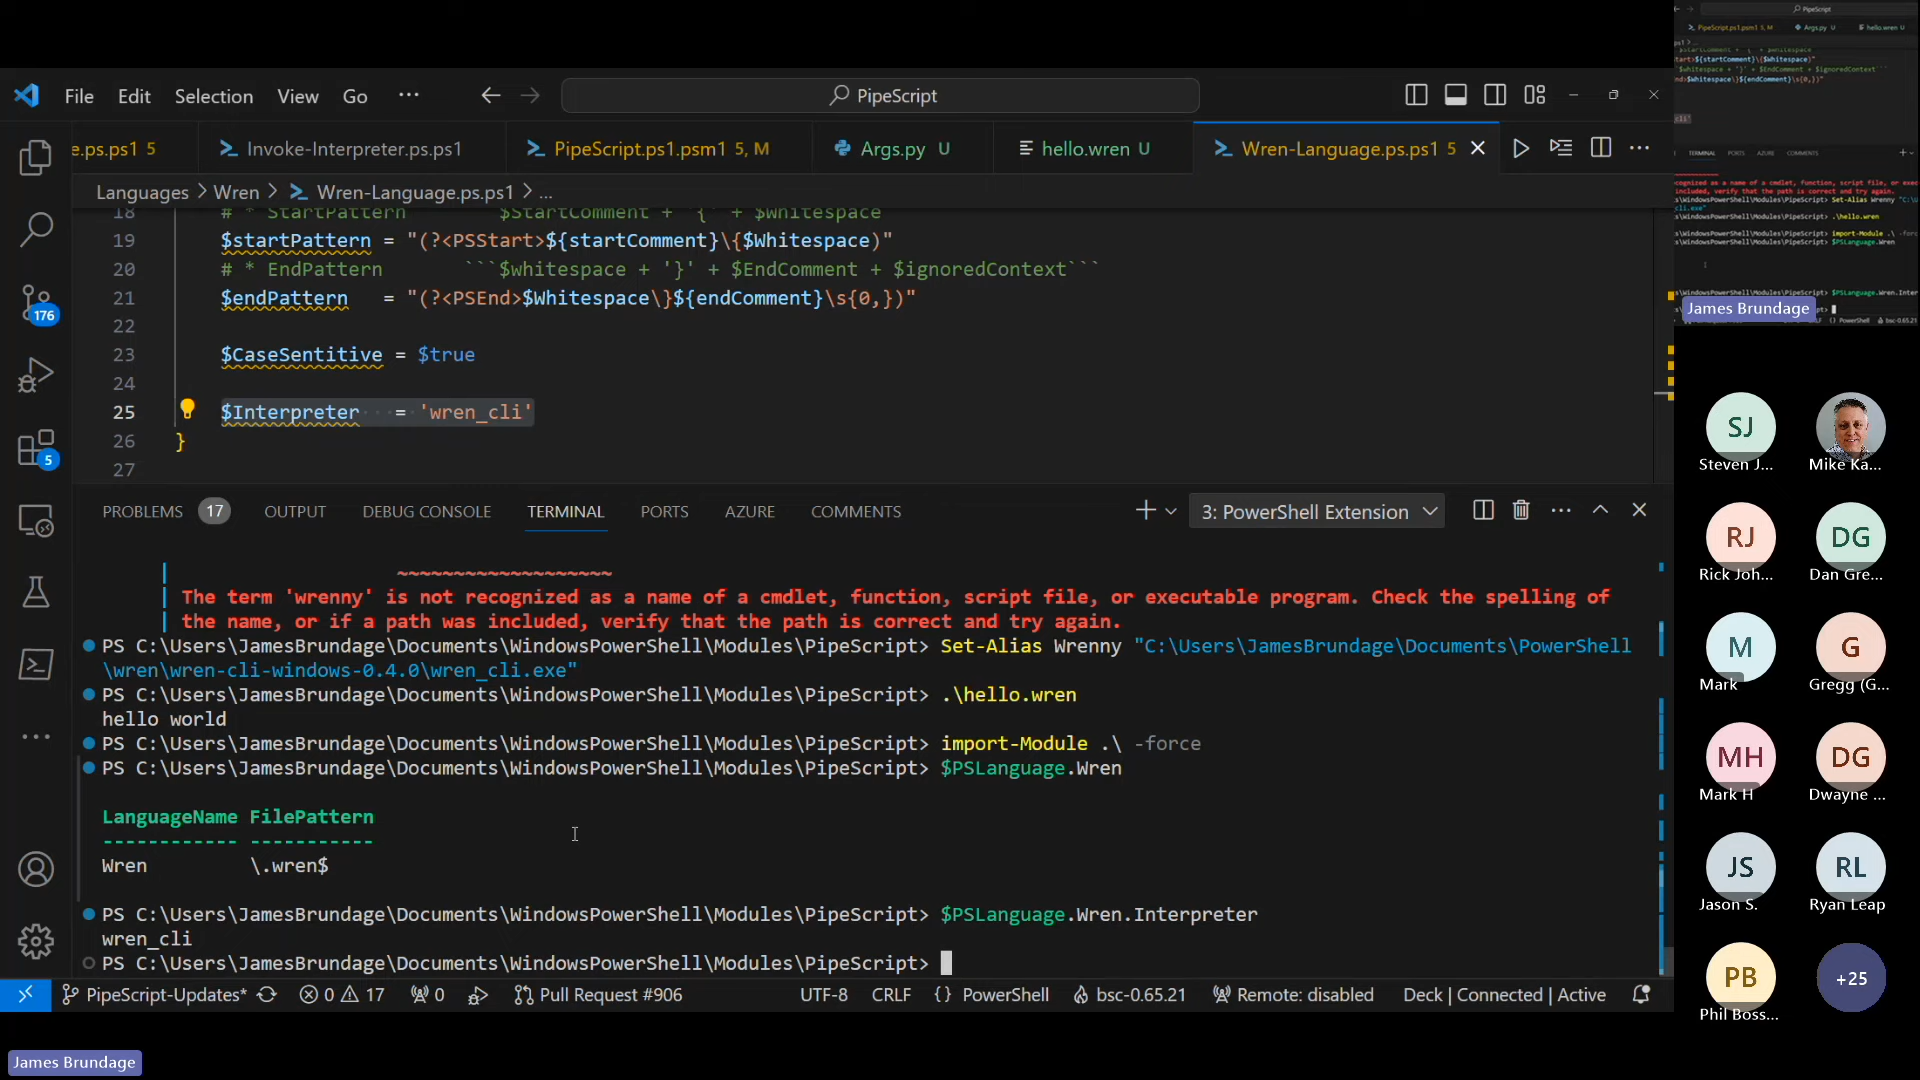 File Edit Selection View Go ··· PipeScript
e.ps.ps1 5 Invoke-Interpreter.ps.ps1 PipeScript.ps1.psm1 5, M Args.py U hello.wren U Wren-Language.ps.ps1 5
Languages > Wren > Wren-Language.ps.ps1 > ...
18 # * StartPattern $StartComment + '{' + $Whitespace
19 $startPattern = "(?<PSStart>${startComment}\{$Whitespace)"
20 # * EndPattern ```$whitespace + '}' + $EndComment + $ignoredContext```
21 $endPattern = "(?<PSEnd>$Whitespace\}${endComment}\s{0,})"
22
23 $CaseSentitive = $true
24
25 $Interpreter = 'wren_cli'
26 }
27
176
5
PROBLEMS 17 OUTPUT DEBUG CONSOLE TERMINAL PORTS AZURE COMMENTS 3: PowerShell Extension
| ~~~~~~~~~~~~~~~~~~~
| The term 'wrenny' is not recognized as a name of a cmdlet, function, script file, or executable program. Check the spelling of
| the name, or if a path was included, verify that the path is correct and try again.
PS C:\Users\JamesBrundage\Documents\WindowsPowerShell\Modules\PipeScript> Set-Alias Wrenny "C:\Users\JamesBrundage\Documents\PowerShell
\wren\wren-cli-windows-0.4.0\wren_cli.exe"
PS C:\Users\JamesBrundage\Documents\WindowsPowerShell\Modules\PipeScript> .\hello.wren
hello world
PS C:\Users\JamesBrundage\Documents\WindowsPowerShell\Modules\PipeScript> import-Module .\ -force
PS C:\Users\JamesBrundage\Documents\WindowsPowerShell\Modules\PipeScript> $PSLanguage.Wren
LanguageName FilePattern
------------ -----------
Wren \.wren$
PS C:\Users\JamesBrundage\Documents\WindowsPowerShell\Modules\PipeScript> $PSLanguage.Wren.Interpreter
wren_cli
PS C:\Users\JamesBrundage\Documents\WindowsPowerShell\Modules\PipeScript>
PipeScript-Updates* 0 17 0 Pull Request #906 UTF-8 CRLF {} PowerShell bsc-0.65.21 Remote: disabled Deck | Connected | Active
James Brundage
James Brundage
SJ
Steven J... Mike Ka...
RJ DG
Rick Joh... Dan Gre...
M G
Mark Gregg (G...
MH DG
Mark H Dwayne ...
JS RL
Jason S. Ryan Leap
PB +25
Phil Boss...